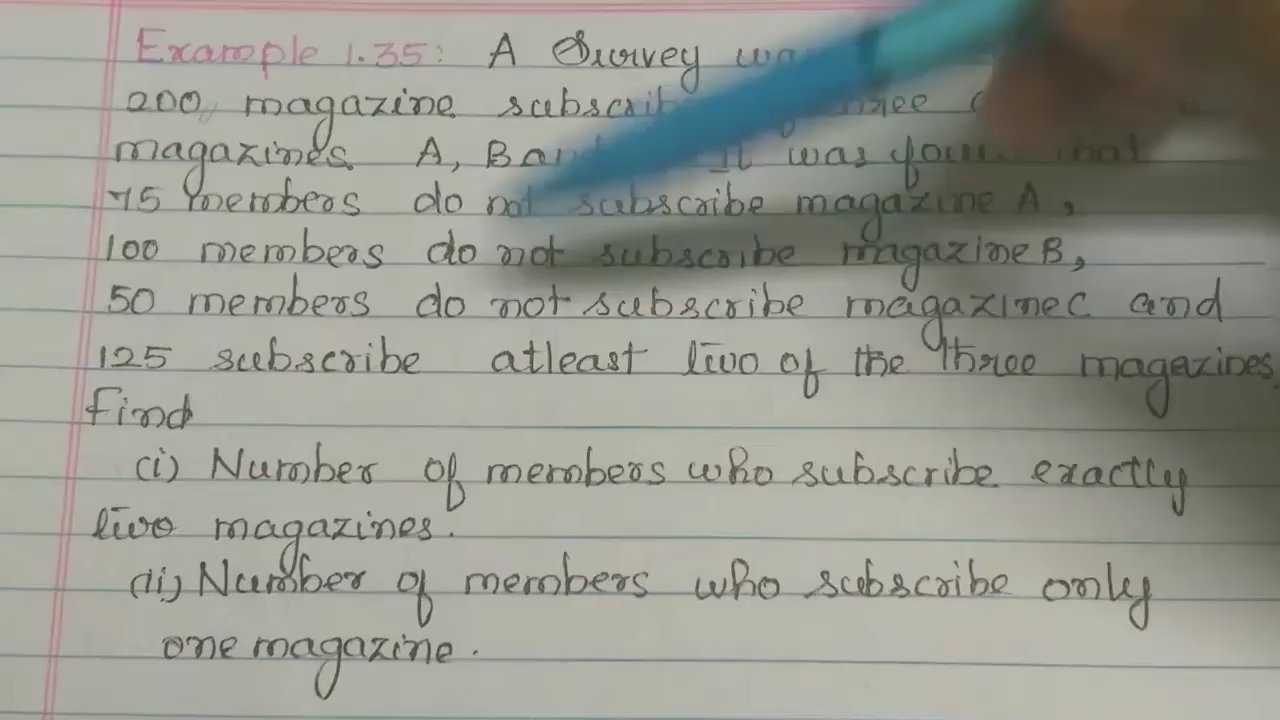 Example 1.35: A Survey
200 magazine
magazines A, B It was
75 members do not subscribe magazine A,
100 members do not subscribe magazine B,
50 members do not subscribe magazine C and
125 subscribe atleast two of the three magazines
Find
(i) Number of members who subscribe exactly
two magazines.
(ii) Number of members who subscribe only
one magazine.